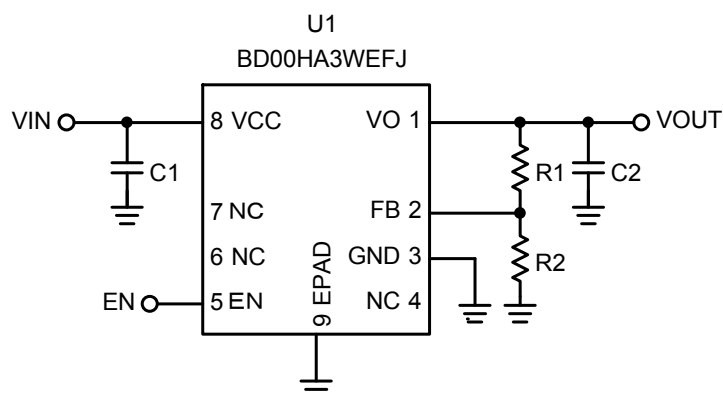 U1
BD00HA3WEFJ
VIN
8 VCC
VO 1
VOUT
C1
R1
C2
7 NC
FB 2
6 NC
GND 3
R2
EN
5 EN
9 EPAD
NC 4